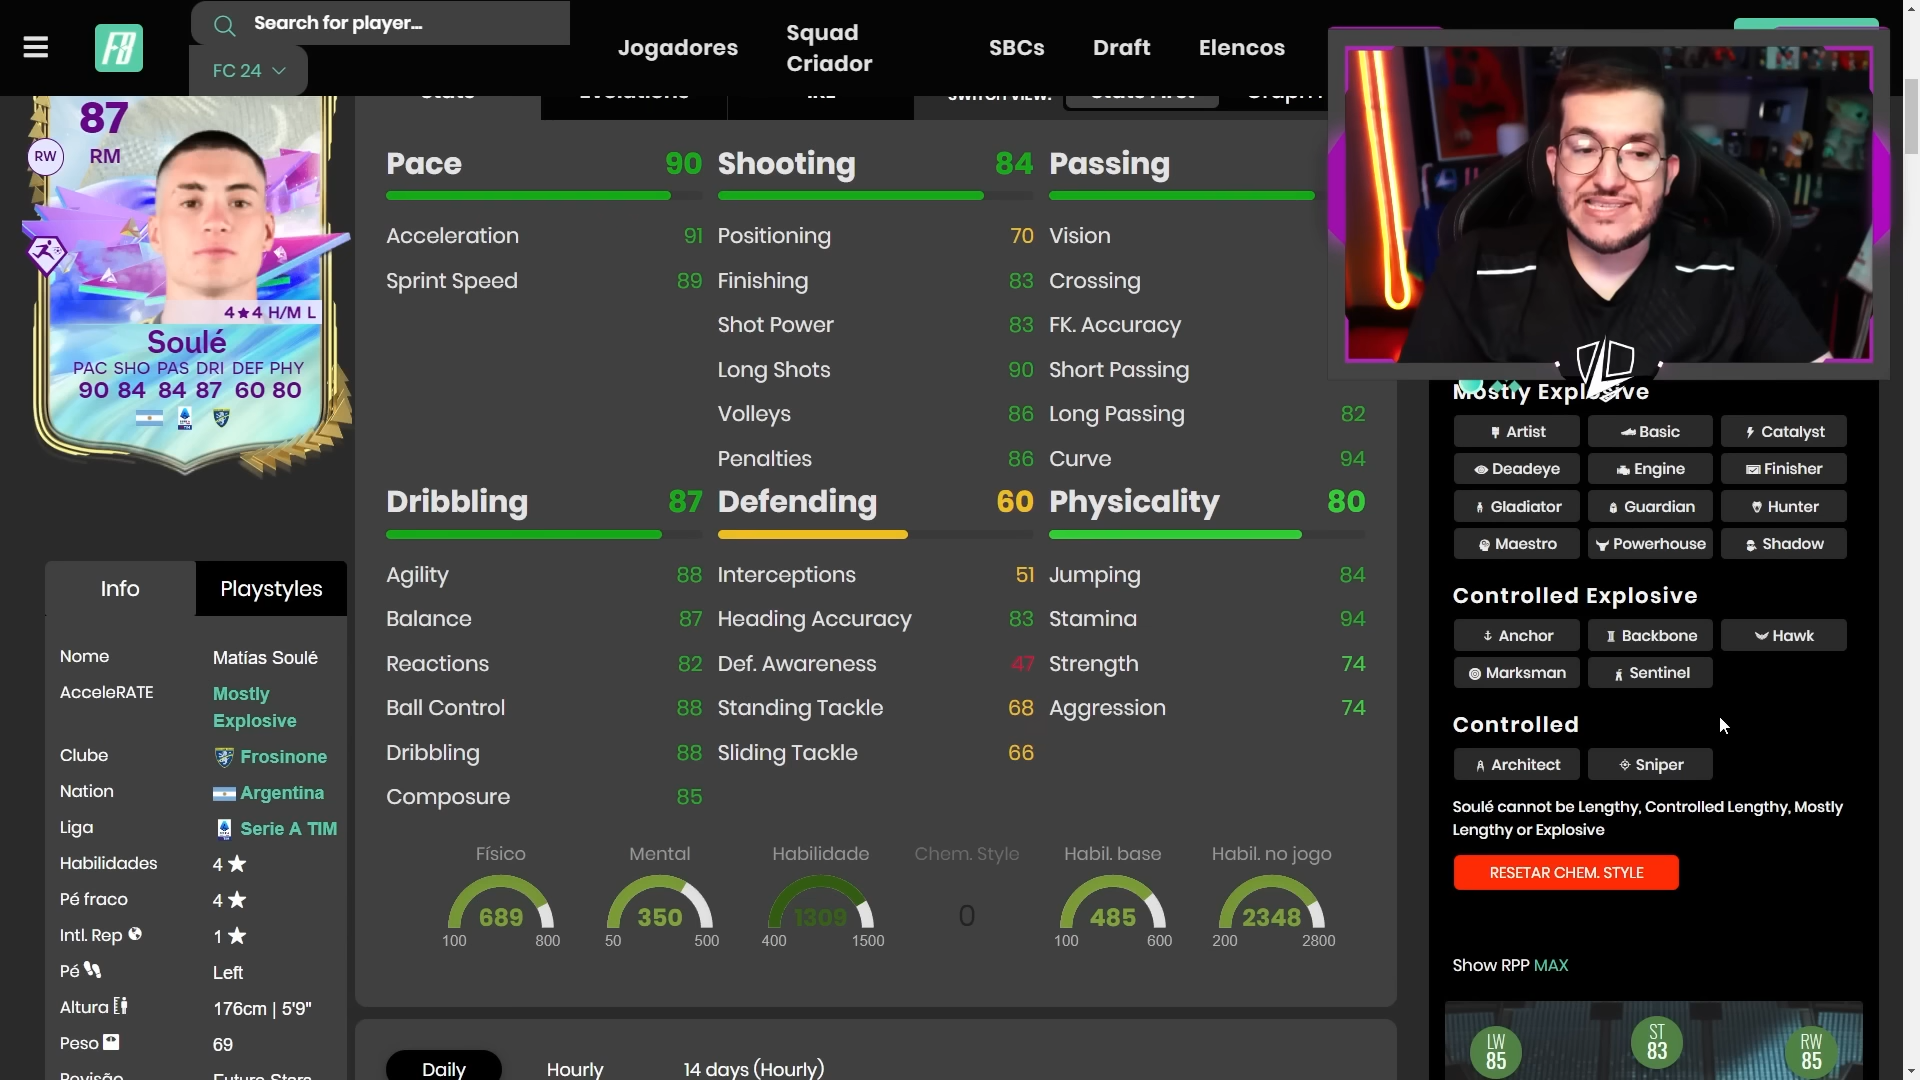 Search for player...
FC 24
Jogadores
Squad
Criador
SBCs
Draft
Elencos
87
RM
RW
4★4 H/M L
Soulé
PAC SHO PAS DRI DEF PHY
90 84 84 87 60 80
Pace 90
Acceleration 91
Sprint Speed 89
Shooting 84
Positioning 70
Finishing 83
Shot Power 83
Long Shots 90
Volleys 86
Penalties 86
Passing
Vision
Crossing
FK. Accuracy
Short Passing
Long Passing 82
Curve 94
Dribbling 87
Agility 88
Balance 87
Reactions 82
Ball Control 88
Dribbling 88
Composure 85
Defending 60
Interceptions 51
Heading Accuracy 83
Def. Awareness 47
Standing Tackle 68
Sliding Tackle 66
Physicality 80
Jumping 84
Stamina 94
Strength 74
Aggression 74
Físico
689
100 800
Mental
350
50 500
Habilidade
1309
400 1500
Chem. Style
0
Habil. base
485
100 600
Habil. no jogo
2348
200 2800
Info
Playstyles
Nome Matías Soulé
AcceleRATE Mostly
Explosive
Clube Frosinone
Nation Argentina
Liga Serie A TIM
Habilidades 4 ★
Pé fraco 4 ★
Intl. Rep 1 ★
Pé Left
Altura 176cm | 5'9"
Peso 69
Daily
Hourly
14 days (Hourly)
Mostly Explosive
Artist Basic Catalyst
Deadeye Engine Finisher
Gladiator Guardian Hunter
Maestro Powerhouse Shadow
Controlled Explosive
Anchor Backbone Hawk
Marksman Sentinel
Controlled
Architect Sniper
Soulé cannot be Lengthy, Controlled Lengthy, Mostly
Lengthy or Explosive
RESETAR CHEM. STYLE
Show RPP MAX
LW
85
ST
83
RW
85